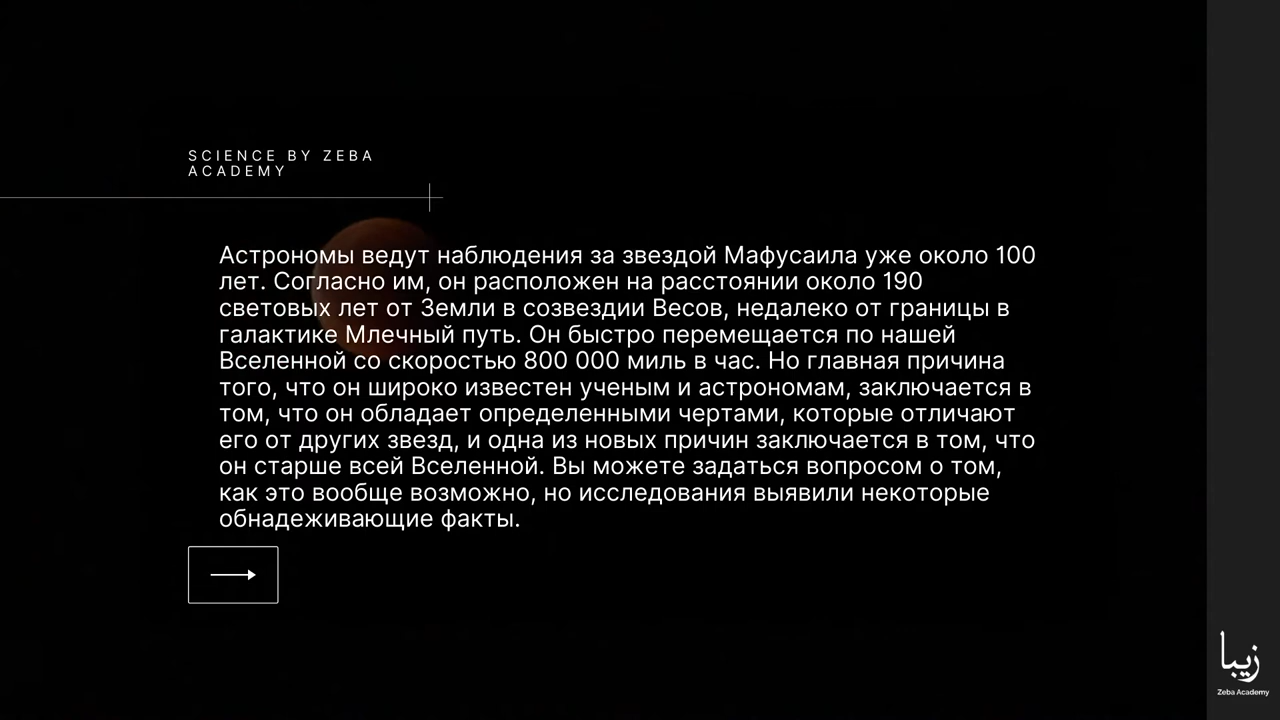 SCIENCE BY ZEBA
ACADEMY
Астрономы ведут наблюдения за звездой Мафусаила уже около 100
лет. Согласно им, он расположен на расстоянии около 190
световых лет от Земли в созвездии Весов, недалеко от границы в
галактике Млечный путь. Он быстро перемещается по нашей
Вселенной со скоростью 800 000 миль в час. Но главная причина
того, что он широко известен ученым и астрономам, заключается в
том, что он обладает определенными чертами, которые отличают
его от других звезд, и одна из новых причин заключается в том, что
он старше всей Вселенной. Вы можете задаться вопросом о том,
как это вообще возможно, но исследования выявили некоторые
обнадеживающие факты.
زیبا
Zeba Academy